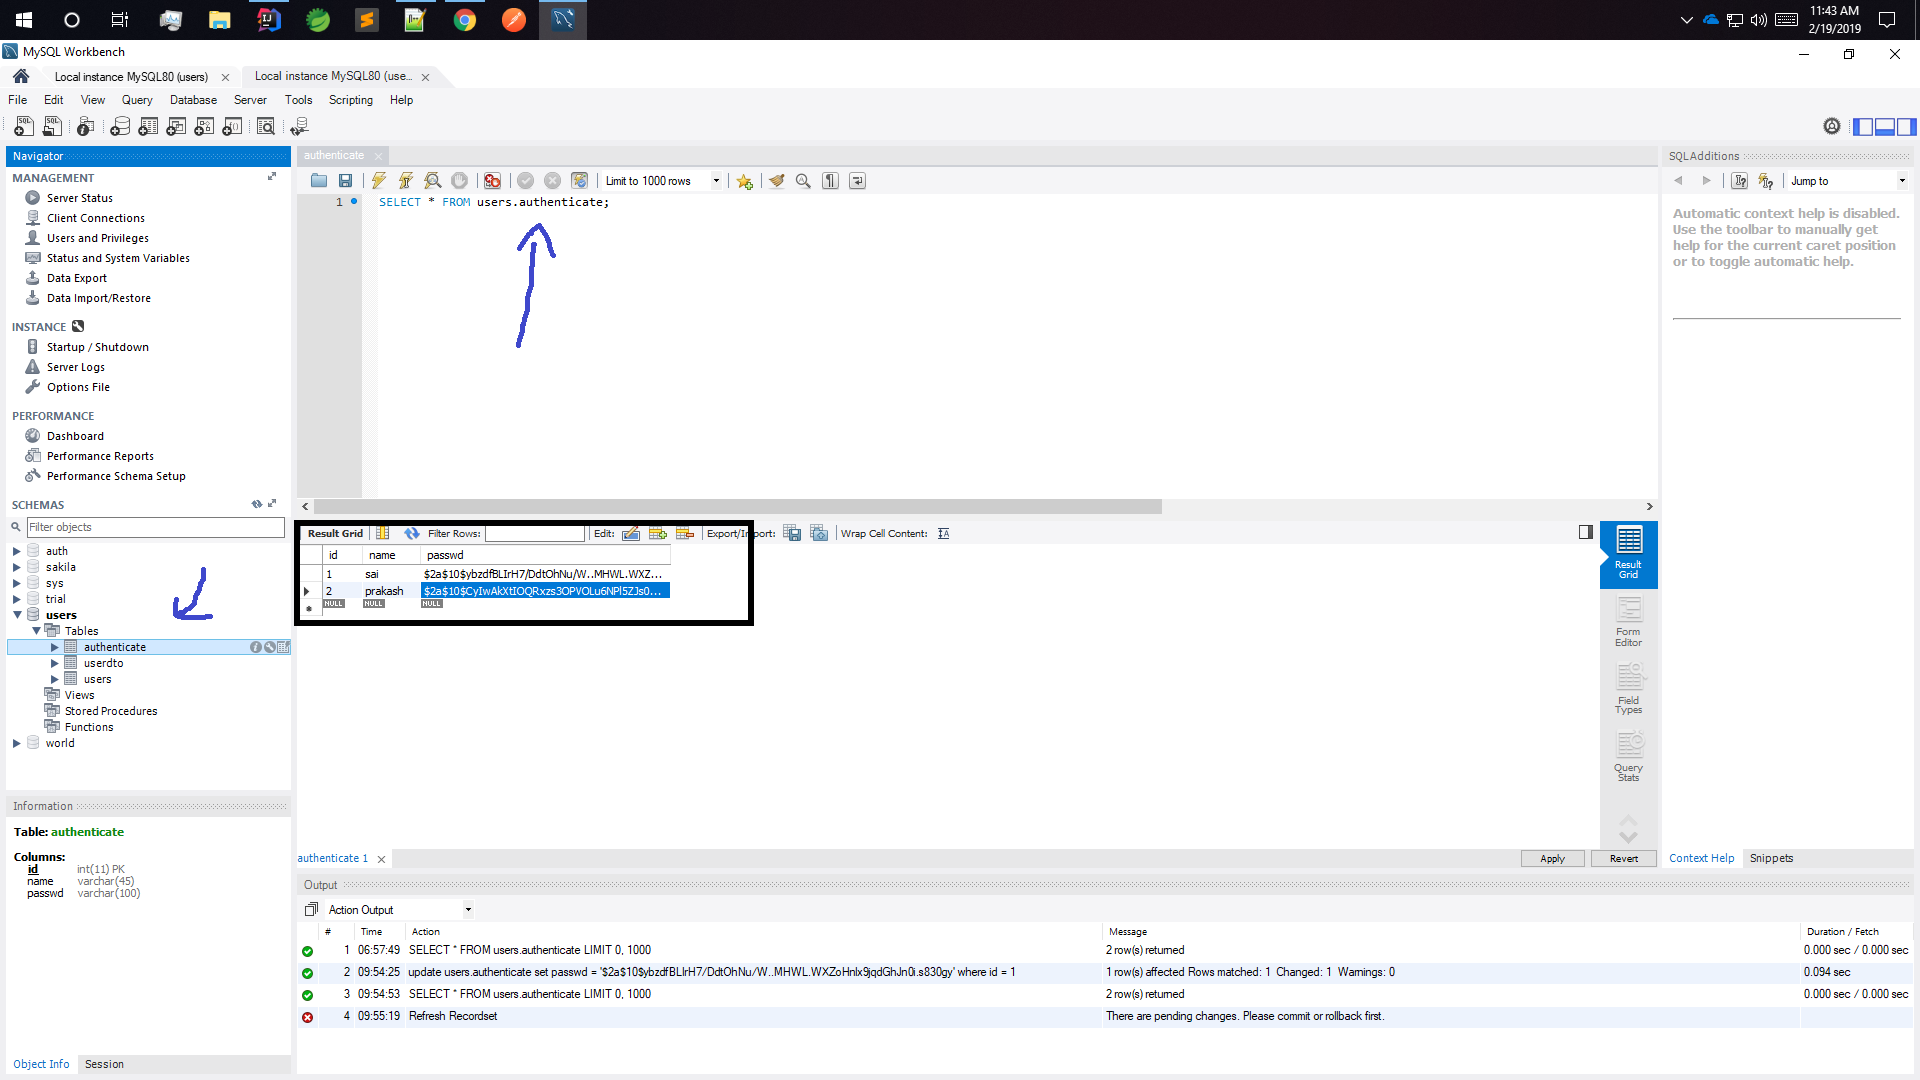 11:43 AM
2/19/2019
MySQL Workbench
Local instance MySQL80 (users)
Local instance MySQL80 (use...
File Edit View Query Database Server Tools Scripting Help
Navigator
MANAGEMENT
Server Status
Client Connections
Users and Privileges
Status and System Variables
Data Export
Data Import/Restore
INSTANCE
Startup / Shutdown
Server Logs
Options File
PERFORMANCE
Dashboard
Performance Reports
Performance Schema Setup
SCHEMAS
Filter objects
auth
sakila
sys
trial
users
Tables
authenticate
userdto
users
Views
Stored Procedures
Functions
world
Information
Table: authenticate
Columns:
id int(11) PK
name varchar(45)
passwd varchar(100)
Object Info Session
authenticate
Limit to 1000 rows
1 SELECT * FROM users.authenticate;
Result Grid Filter Rows: Edit: Export/Import: Wrap Cell Content:
id name passwd
1 sai $2a$10$ybzdfBLIrH7/DdtOhNu/W..MHWL.WXZ...
2 prakash $2a$10$CyIwAkXtIOQRxzs3OPVOLu6NPl5ZJs0...
NULL NULL NULL
Result
Grid
Form
Editor
Field
Types
Query
Stats
authenticate 1
Apply Revert
SQLAdditions
Jump to
Automatic context help is disabled.
Use the toolbar to manually get
help for the current caret position
or to toggle automatic help.
Context Help Snippets
Output
Action Output
# Time Action Message Duration / Fetch
1 06:57:49 SELECT * FROM users.authenticate LIMIT 0, 1000 2 row(s) returned 0.000 sec / 0.000 sec
2 09:54:25 update users.authenticate set passwd = '$2a$10$ybzdfBLIrH7/DdtOhNu/W..MHWL.WXZoHnlx9jqdGhJn0i.s830gy' where id = 1 1 row(s) affected Rows matched: 1 Changed: 1 Warnings: 0 0.094 sec
3 09:54:53 SELECT * FROM users.authenticate LIMIT 0, 1000 2 row(s) returned 0.000 sec / 0.000 sec
4 09:55:19 Refresh Recordset There are pending changes. Please commit or rollback first.